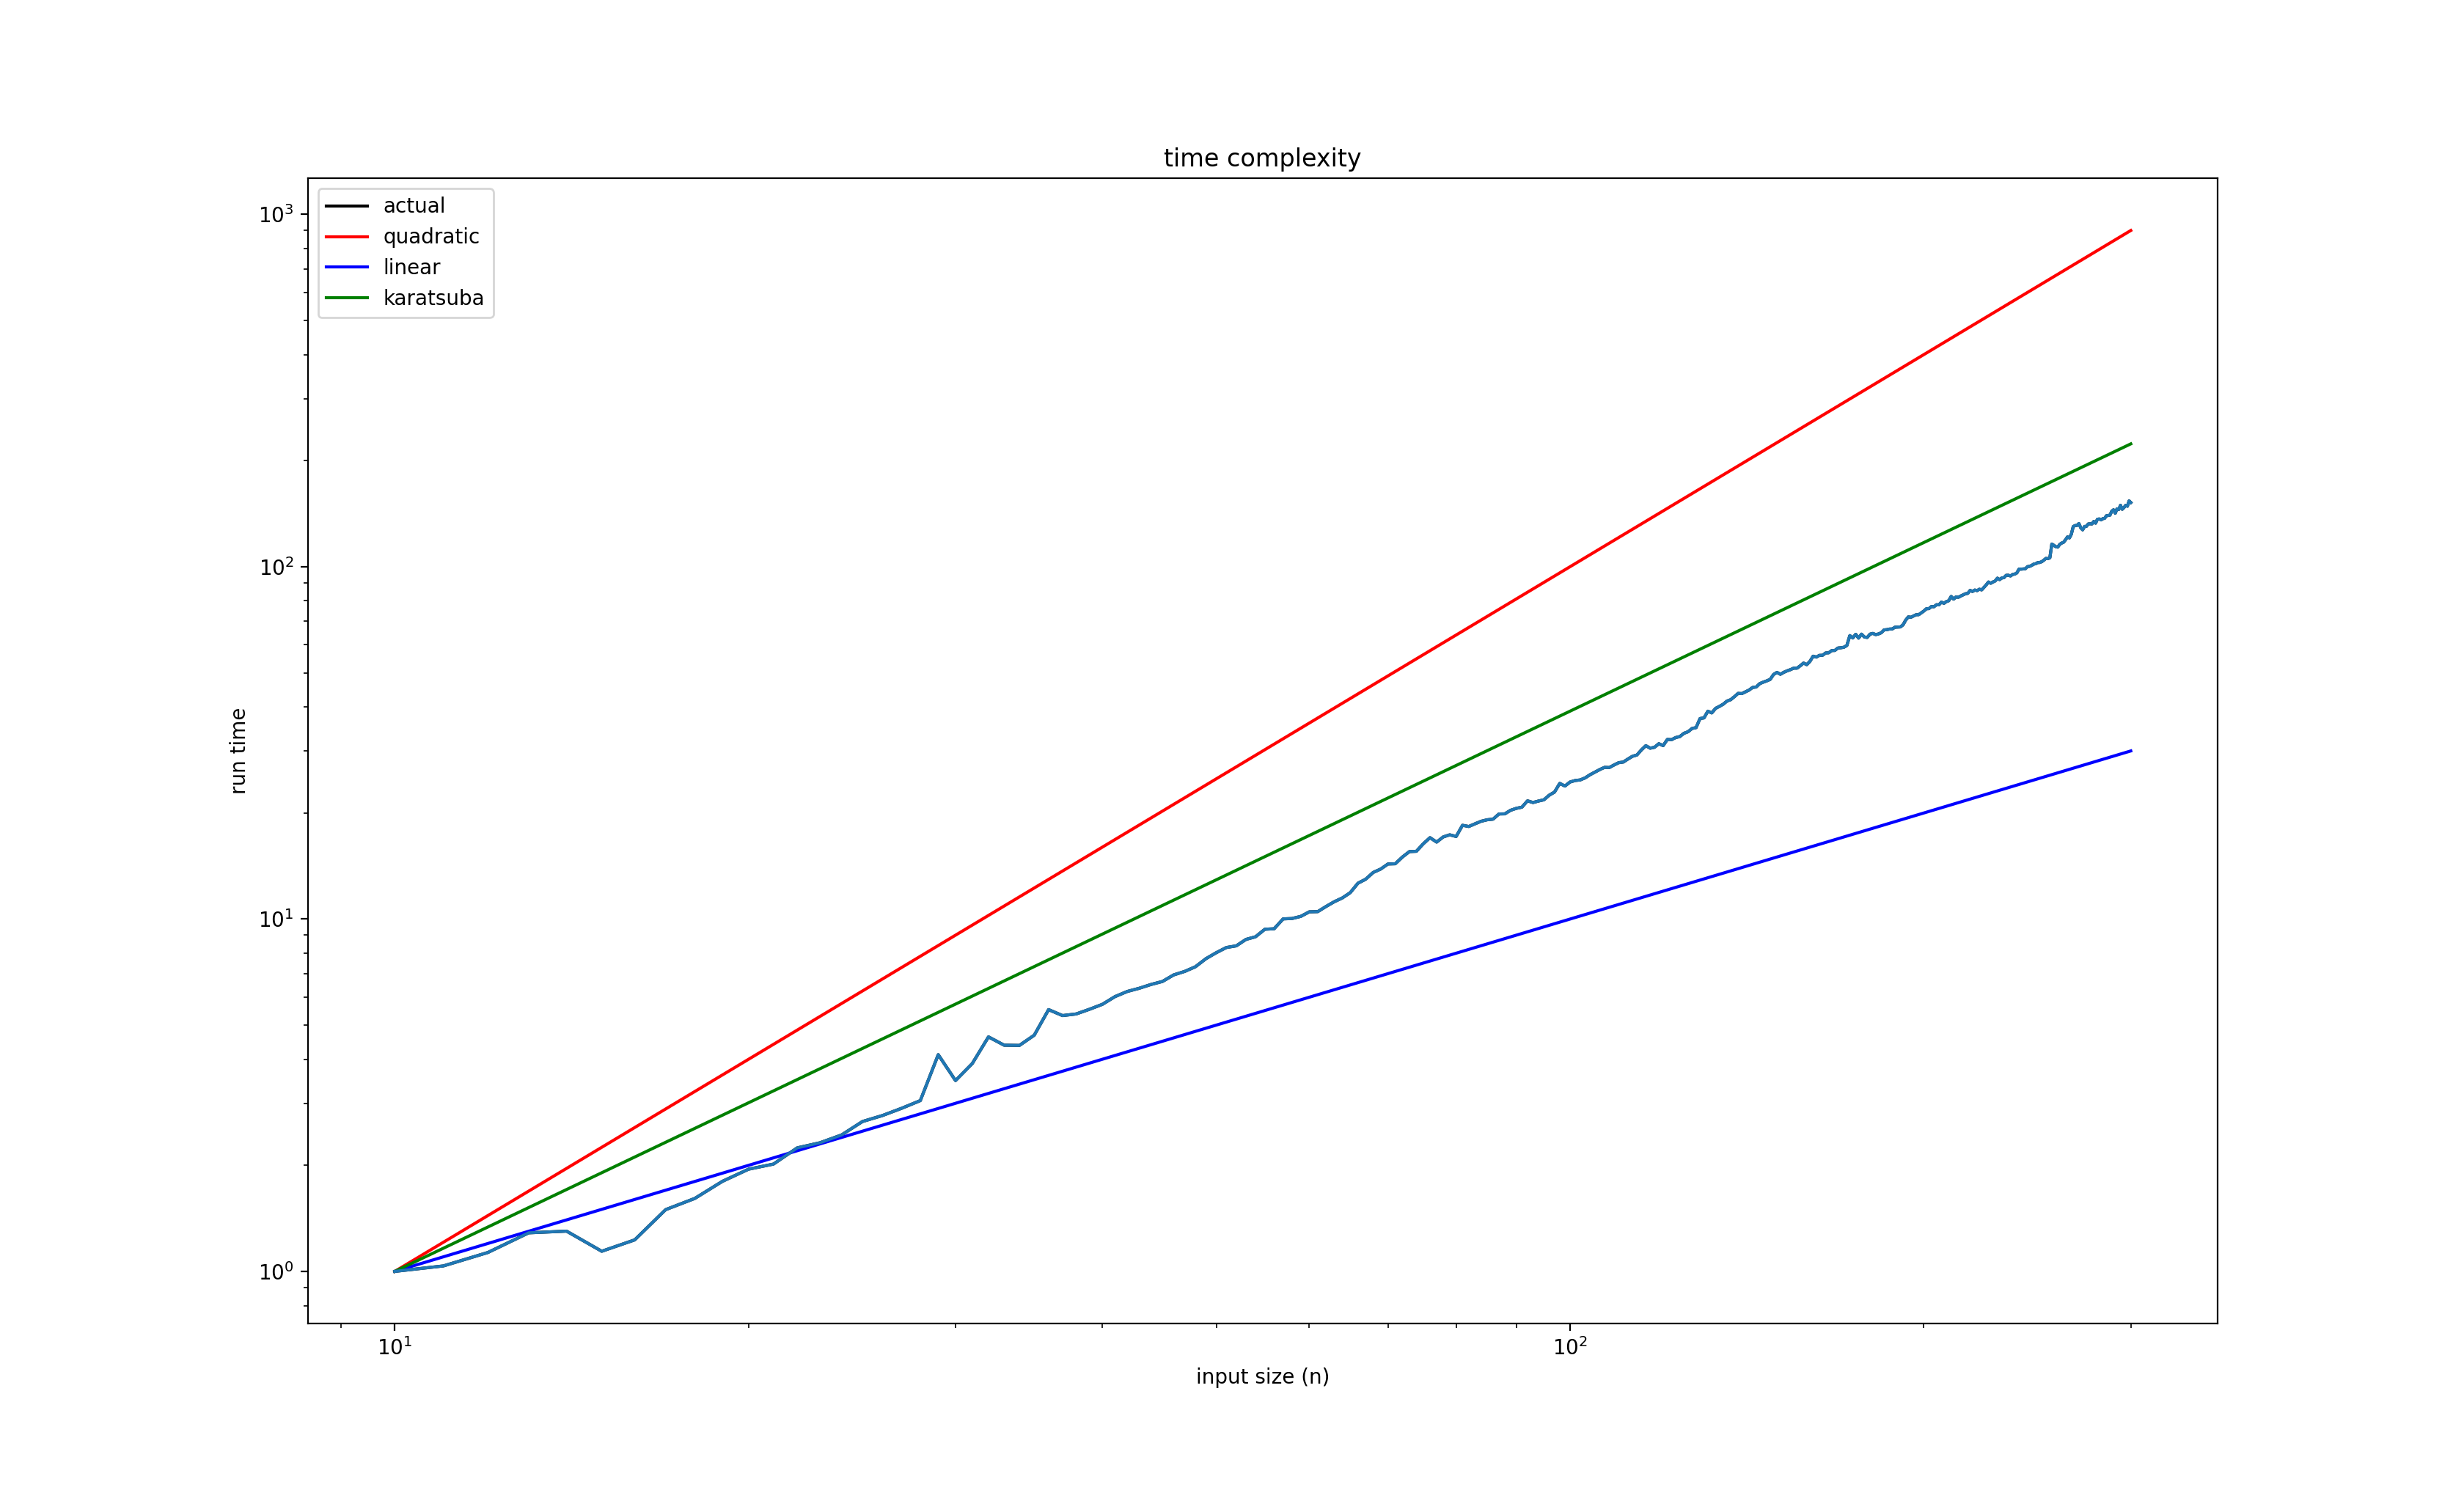 time complexity
actual
quadratic
linear
karatsuba
10³
10²
10¹
10⁰
run time
10¹
10²
input size (n)